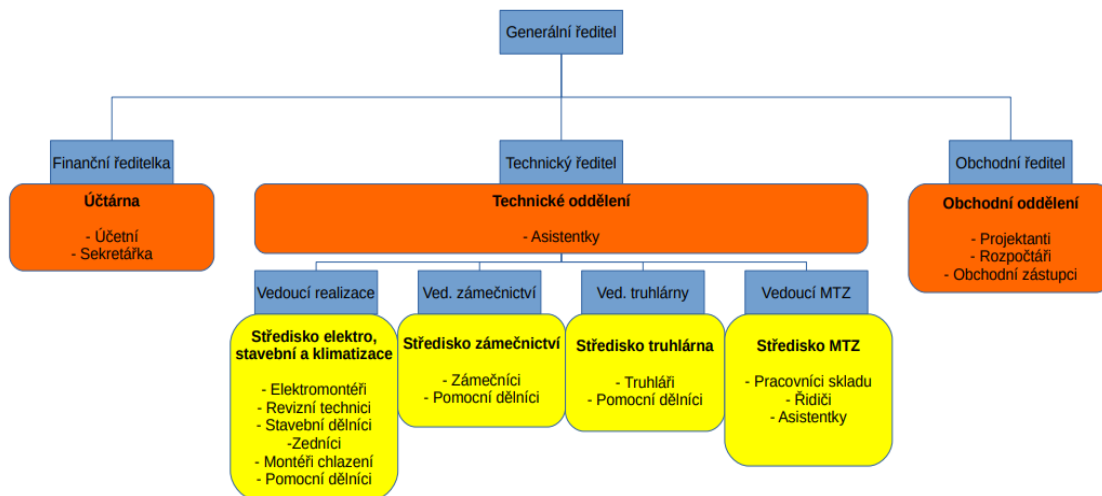 Generální ředitel
Finanční ředitelka
Technický ředitel
Obchodní ředitel
Účtárna
- Účetní
- Sekretářka
Technické oddělení
- Asistentky
Obchodní oddělení
- Projektanti
- Rozpočtáři
- Obchodní zástupci
Vedoucí realizace
Ved. zámečnictví
Ved. truhlárny
Vedoucí MTZ
Středisko elektro,
stavební a klimatizace
- Elektromontéři
- Revizní technici
- Stavební dělníci
-Zedníci
- Montéři chlazení
- Pomocní dělníci
Středisko zámečnictví
- Zámečníci
- Pomocní dělníci
Středisko truhlárna
- Truhláři
- Pomocní dělníci
Středisko MTZ
- Pracovníci skladu
- Řidiči
- Asistentky